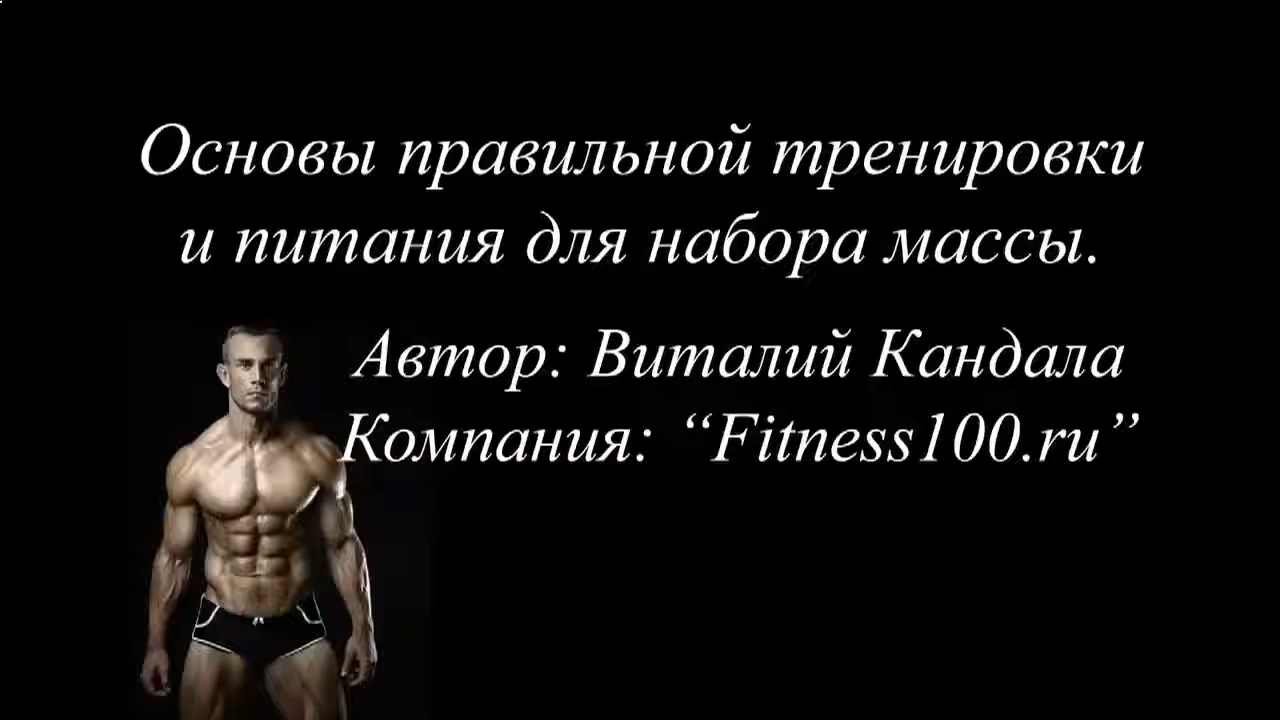 Основы правильной тренировки
и питания для набора массы.
Автор: Виталий Кандала
Компания: “Fitness100.ru”